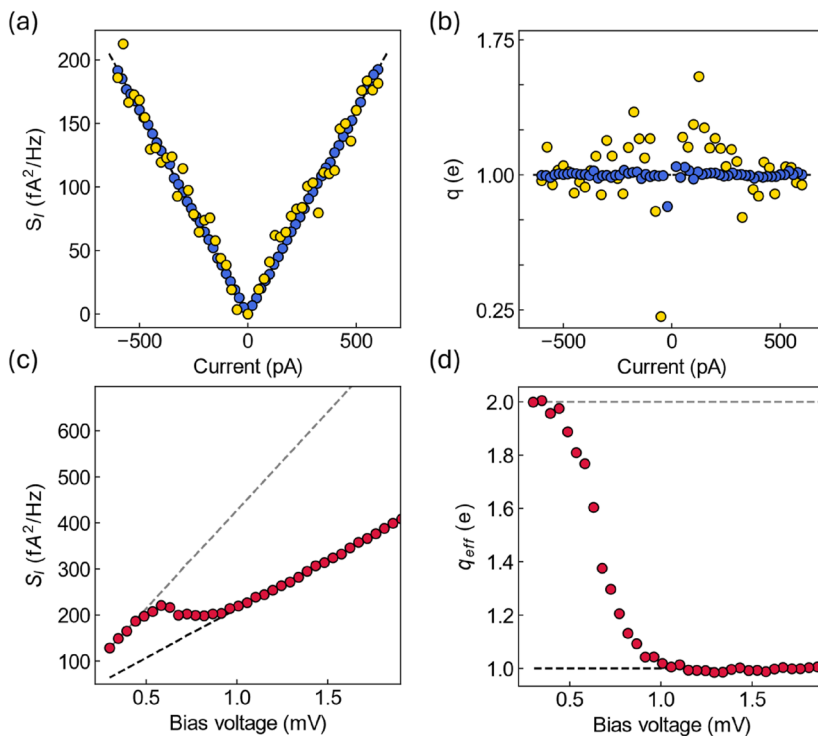 (a)
(b)
S_I (fA²/Hz)
200
150
100
50
0
−500
0
500
Current (pA)
q (e)
1.75
1.00
0.25
−500
0
500
Current (pA)
(c)
(d)
S_I (fA²/Hz)
600
500
400
300
200
100
0.5
1.0
1.5
Bias voltage (mV)
q_eff (e)
2.0
1.8
1.6
1.4
1.2
1.0
0.5
1.0
1.5
Bias voltage (mV)